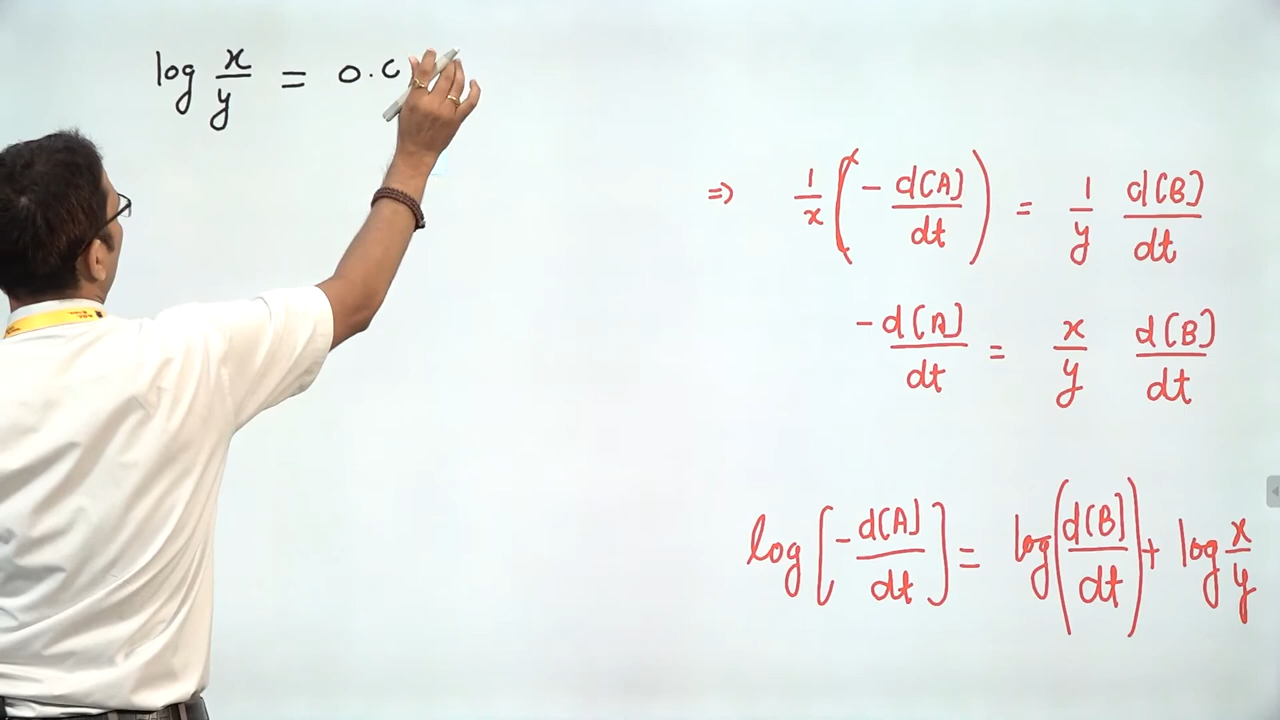 log x/y = 0.
⇒ 1/x (- d[A]/dt) = 1/y d[B]/dt
-d[A]/dt = x/y d[B]/dt
log [- d[A]/dt] = log (d[B]/dt) + log x/y